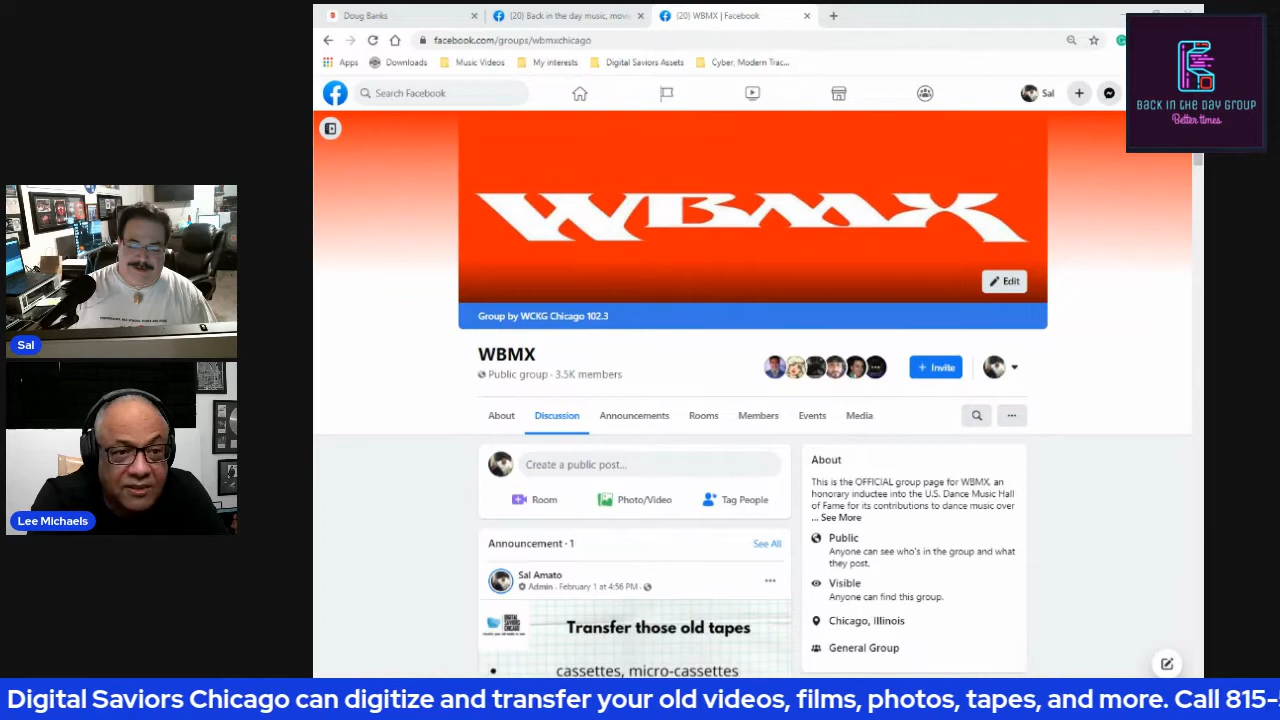 Doug Banks
(20) Back in the day music, movi
(20) WBMX | Facebook
facebook.com/groups/wbmxchicago
Apps
Downloads
Music Videos
My interests
Digital Saviors Assets
Cyber, Modern Trac...
Search Facebook
Sal
BACK IN THE DAY GROUP
Better times
WBMX
Edit
Group by WCKG Chicago 102.3
WBMX
Public group · 3.5K members
+ Invite
About
Discussion
Announcements
Rooms
Members
Events
Media
Create a public post...
Room
Photo/Video
Tag People
Announcement · 1
See All
Sal Amato
Admin · February 1 at 4:56 PM ·
Transfer those old tapes
• cassettes, micro-cassettes
About
This is the OFFICIAL group page for WBMX, an
honorary inductee into the U.S. Dance Music Hall
of Fame for its contributions to dance music over
... See More
Public
Anyone can see who's in the group and what
they post.
Visible
Anyone can find this group.
Chicago, Illinois
General Group
Sal
Lee Michaels
Digital Saviors Chicago can digitize and transfer your old videos, films, photos, tapes, and more. Call 815-